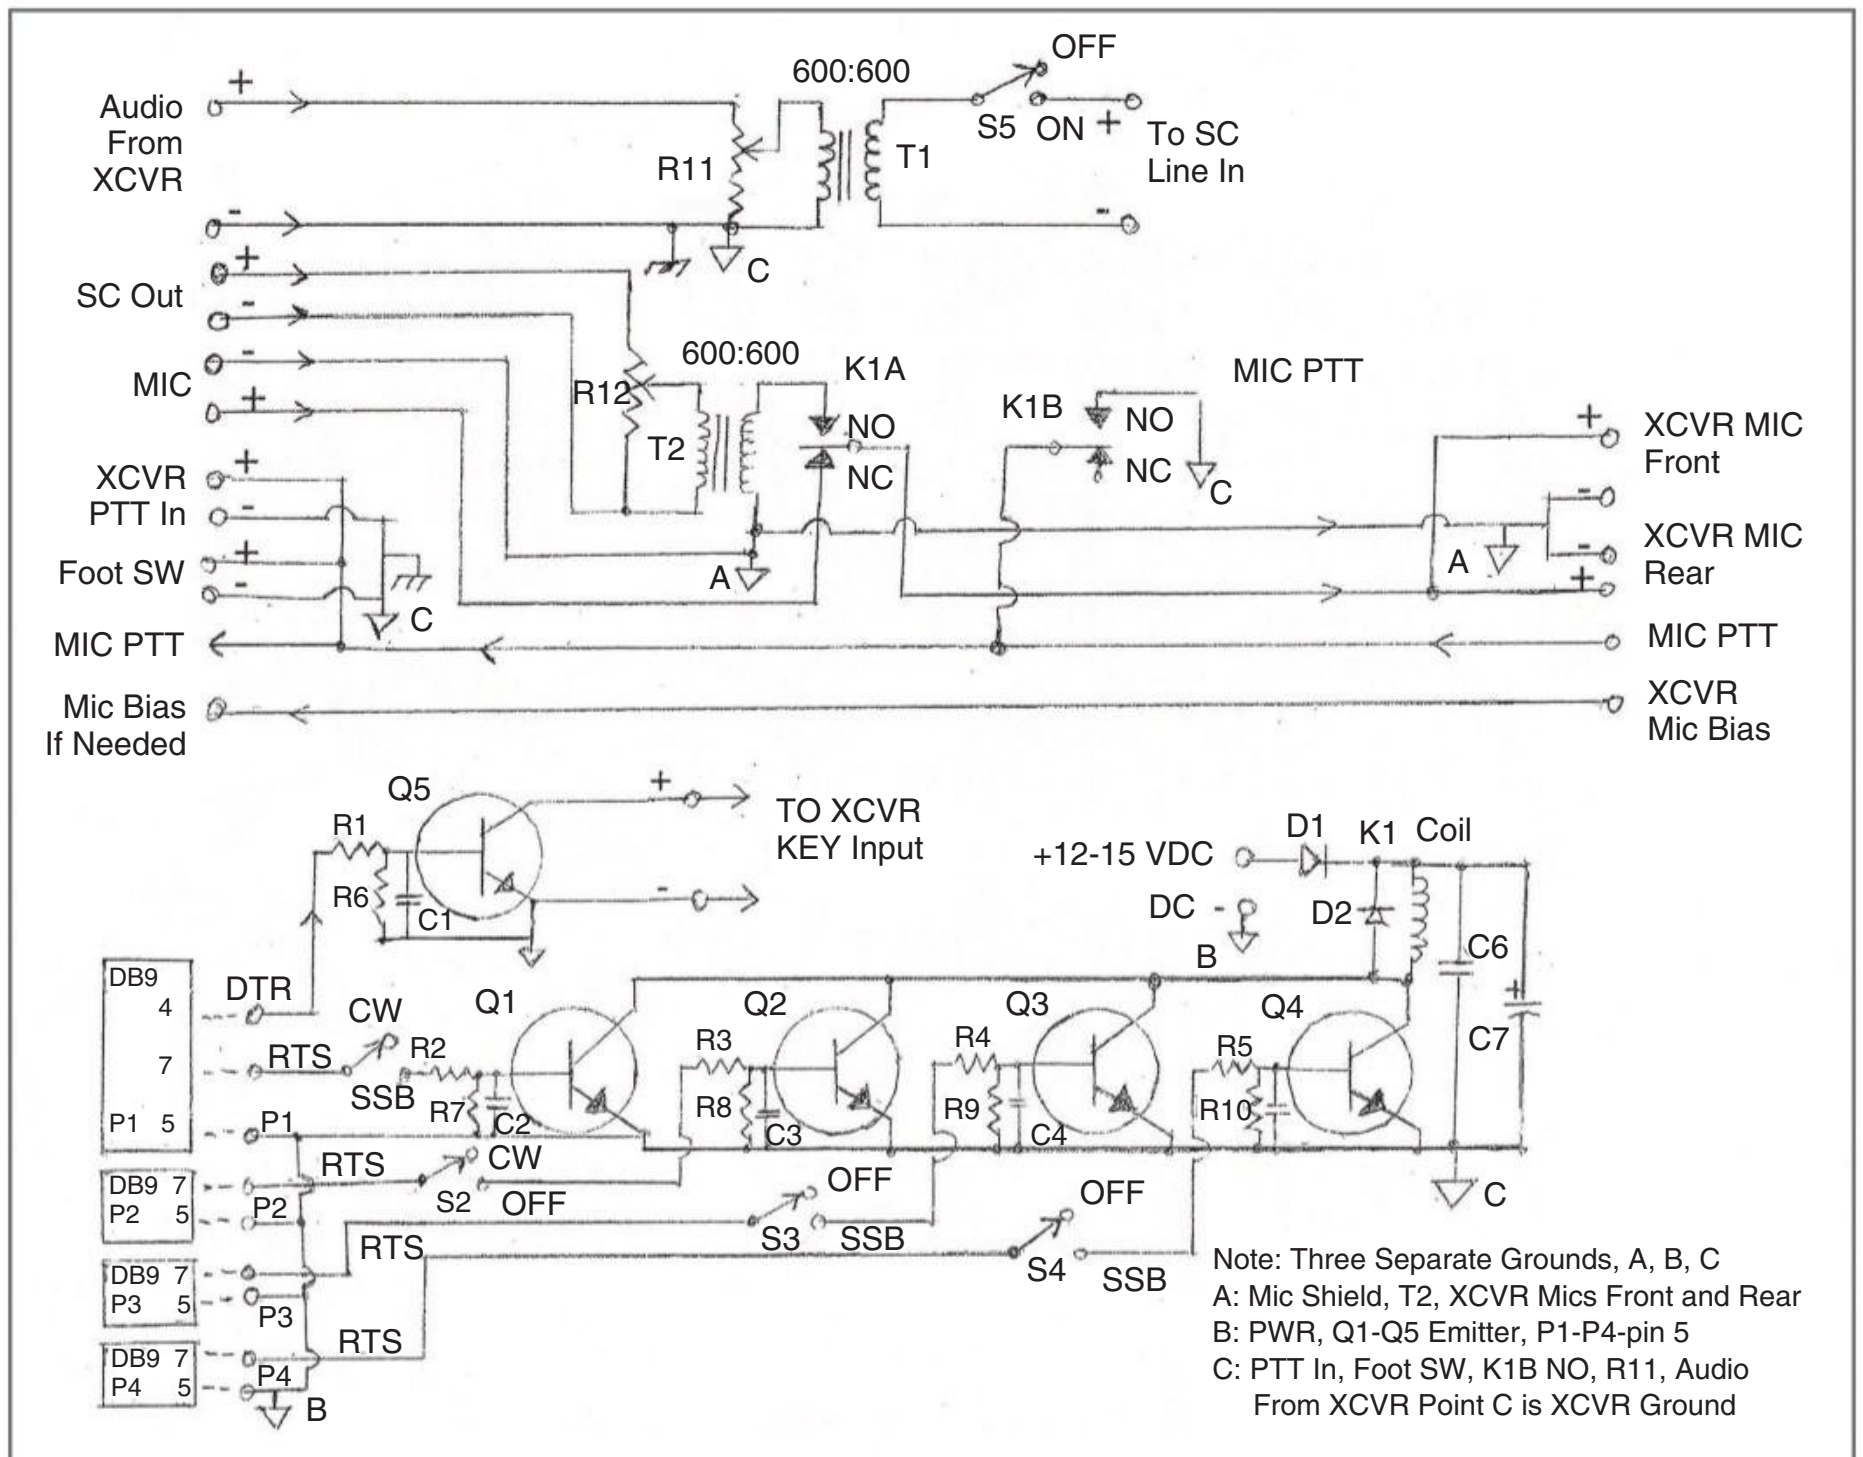 OFF
600:600
+
Audio
From
XCVR
S5 ON +
To SC
Line In
R11
T1
-
-
C
+
SC Out
-
600:600
-
MIC
+
R12
K1A
NO
NC
T2
MIC PTT
K1B
NO
NC
C
+
XCVR MIC
Front
-
XCVR
PTT In
+
-
Foot SW
+
-
C
A
A
-
XCVR MIC
Rear
+
MIC PTT
MIC PTT
Mic Bias
If Needed
XCVR
Mic Bias
Q5
+
TO XCVR
KEY Input
-
R1
R6
C1
+12-15 VDC
D1
K1
Coil
DC -
D2
B
C6
+
C7
DB9
4
7
P1 5
DTR
RTS
CW
SSB
R2
Q1
R7
C2
P1
Q2
R3
R8
C3
Q3
R4
R9
C4
Q4
R5
R10
C
DB9 7
P2 5
RTS
P2
CW
S2
OFF
OFF
S3
SSB
OFF
S4
SSB
DB9 7
P3 5
RTS
P3
DB9 7
P4 5
RTS
P4
B
Note: Three Separate Grounds, A, B, C
A: Mic Shield, T2, XCVR Mics Front and Rear
B: PWR, Q1-Q5 Emitter, P1-P4-pin 5
C: PTT In, Foot SW, K1B NO, R11, Audio
From XCVR Point C is XCVR Ground